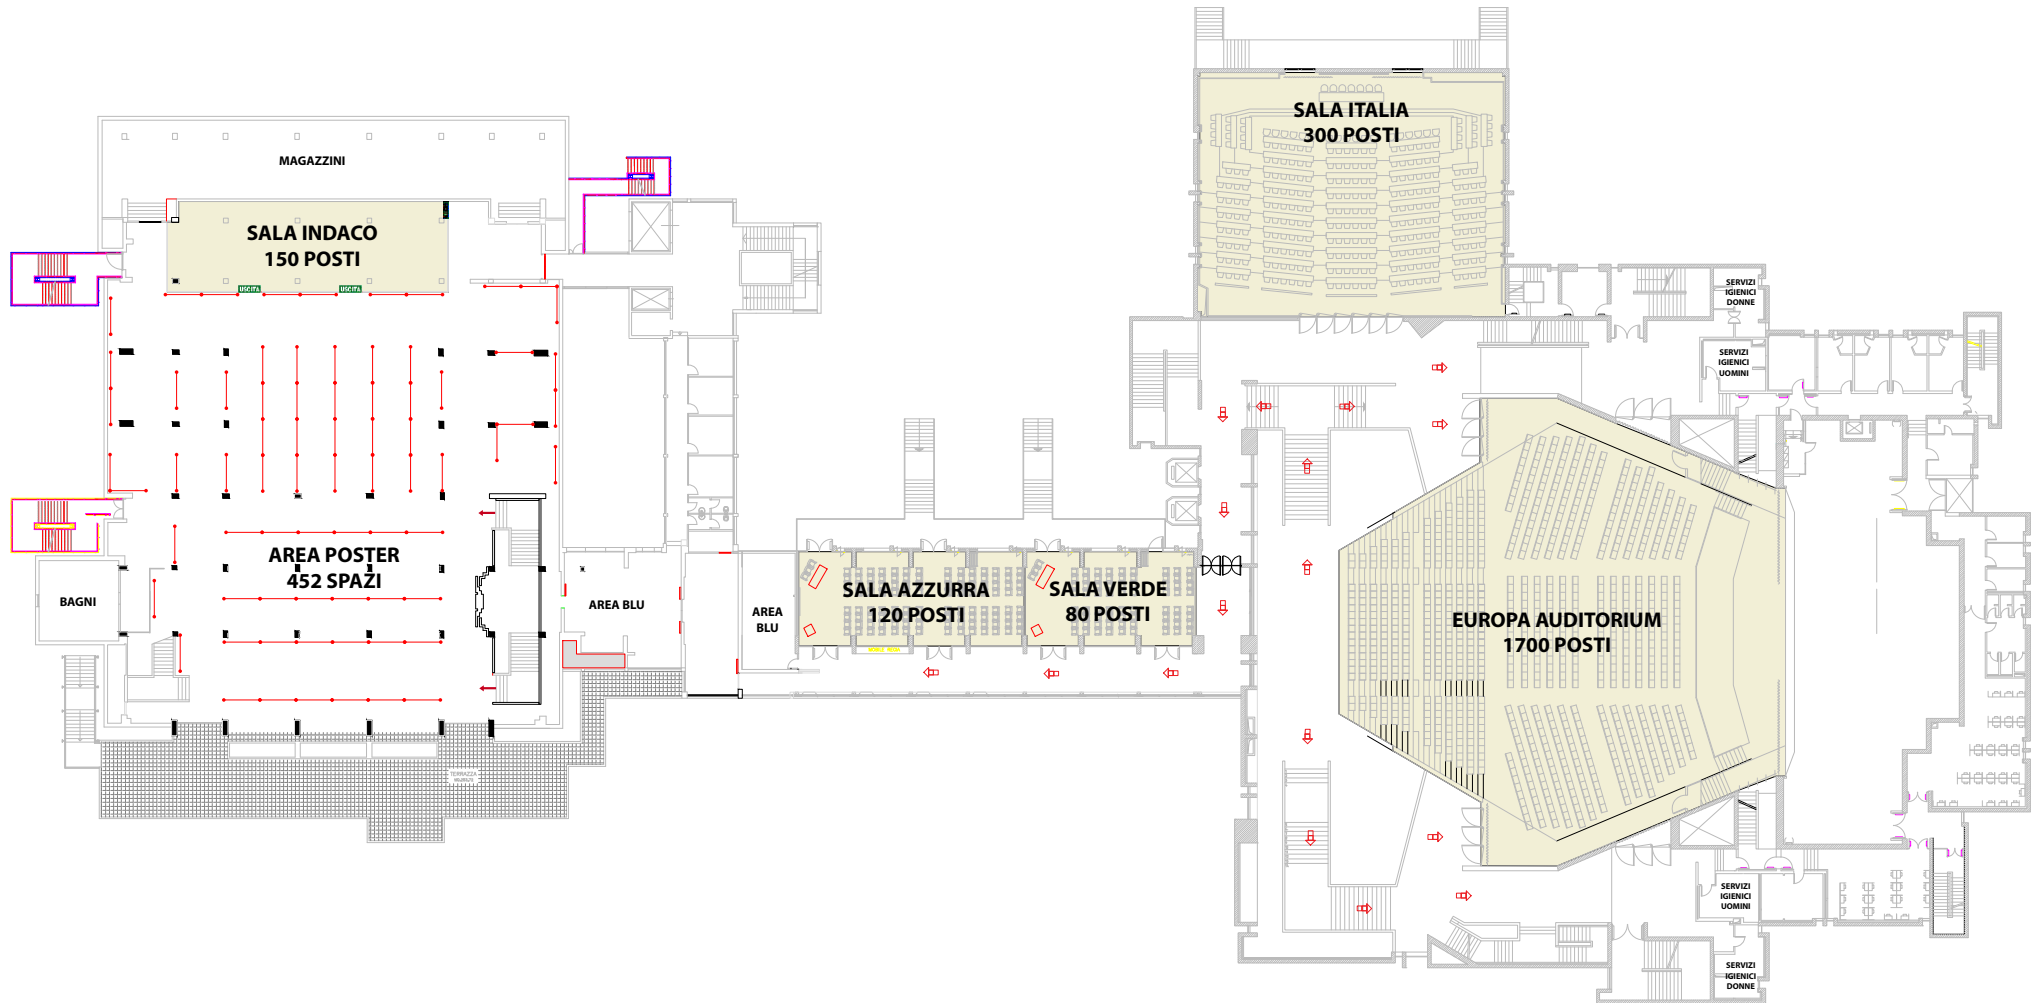 MAGAZZINI
SALA INDACO
150 POSTI
USCITA
USCITA
AREA POSTER
452 SPAZI
BAGNI
TERRAZZA
AREA BLU
AREA
BLU
SALA AZZURRA
120 POSTI
SALA VERDE
80 POSTI
SALA ITALIA
300 POSTI
EUROPA AUDITORIUM
1700 POSTI
SERVIZI
IGIENICI
DONNE
SERVIZI
IGIENICI
UOMINI
SERVIZI
IGIENICI
UOMINI
SERVIZI
IGIENICI
DONNE